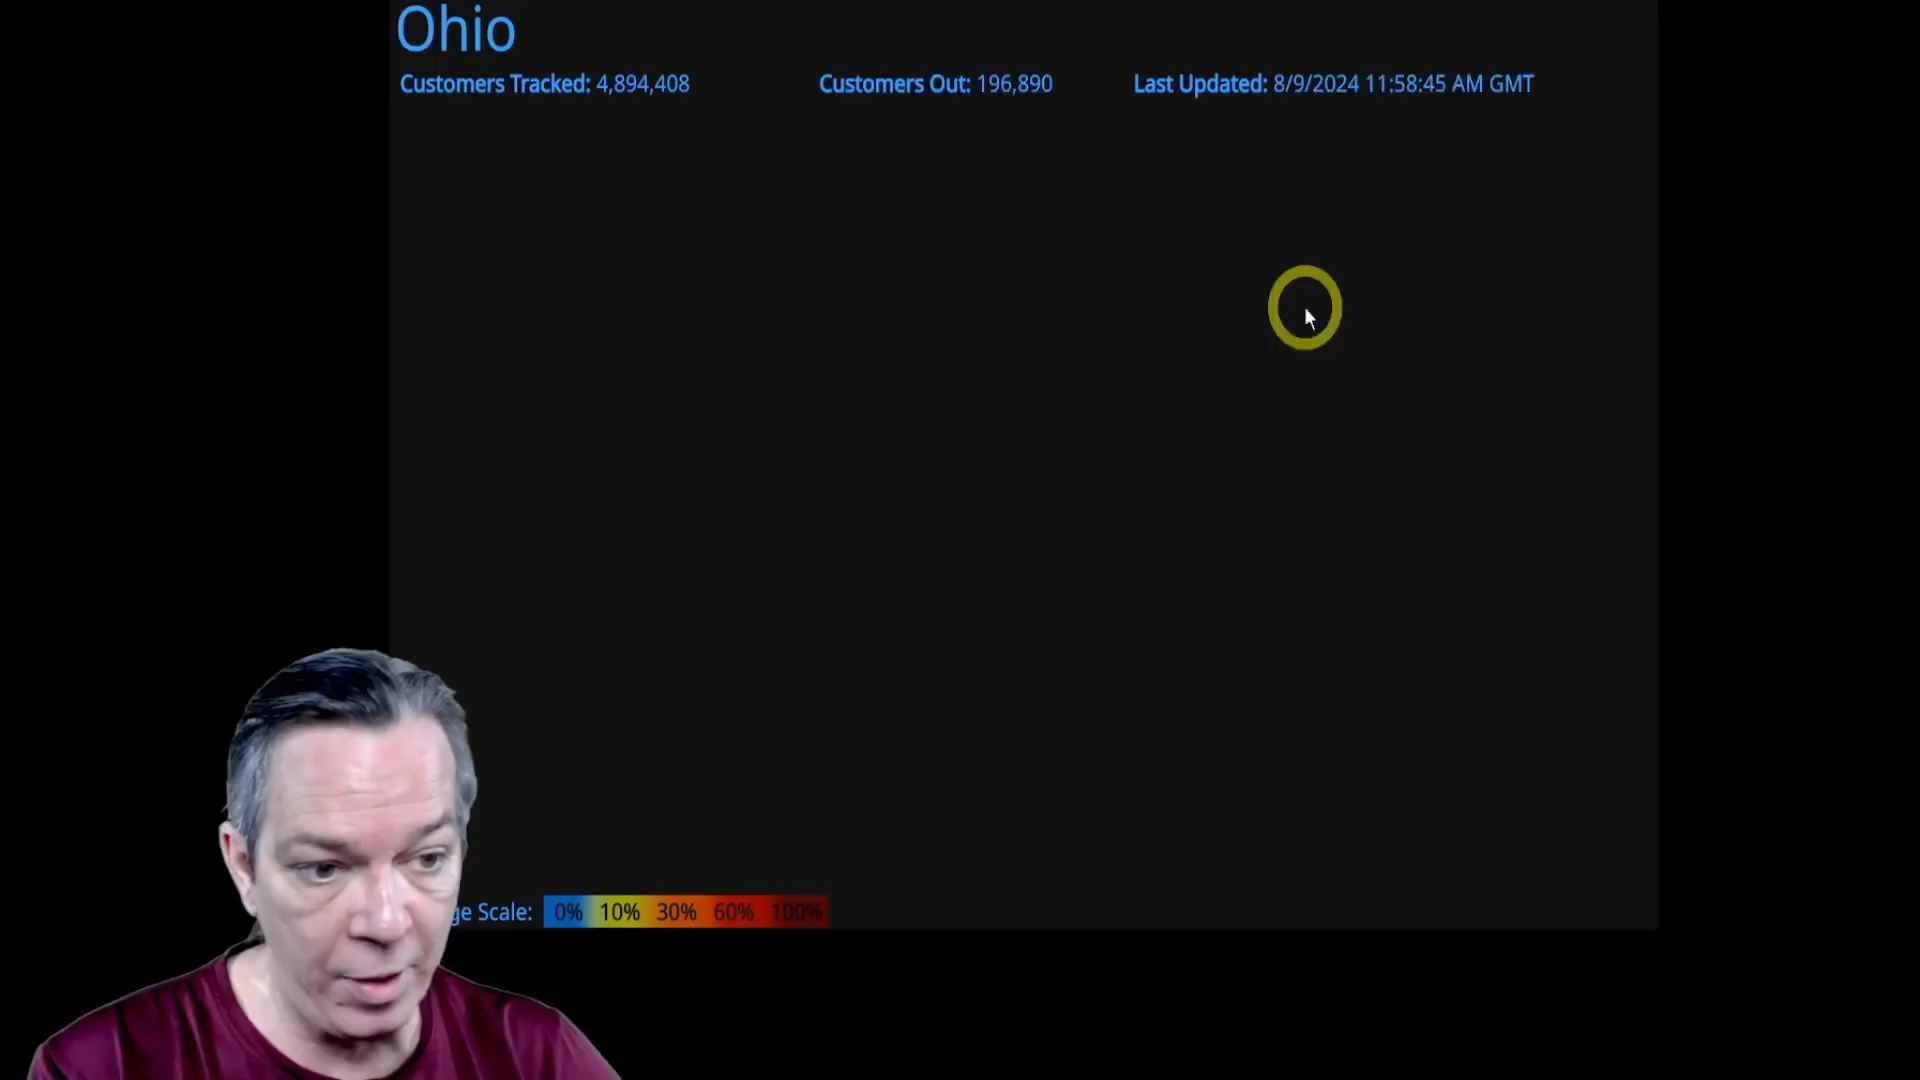 Ohio
Customers Tracked: 4,894,408 Customers Out: 196,890 Last Updated: 8/9/2024 11:58:45 AM GMT
ge Scale: 0% 10% 30% 60% 100%